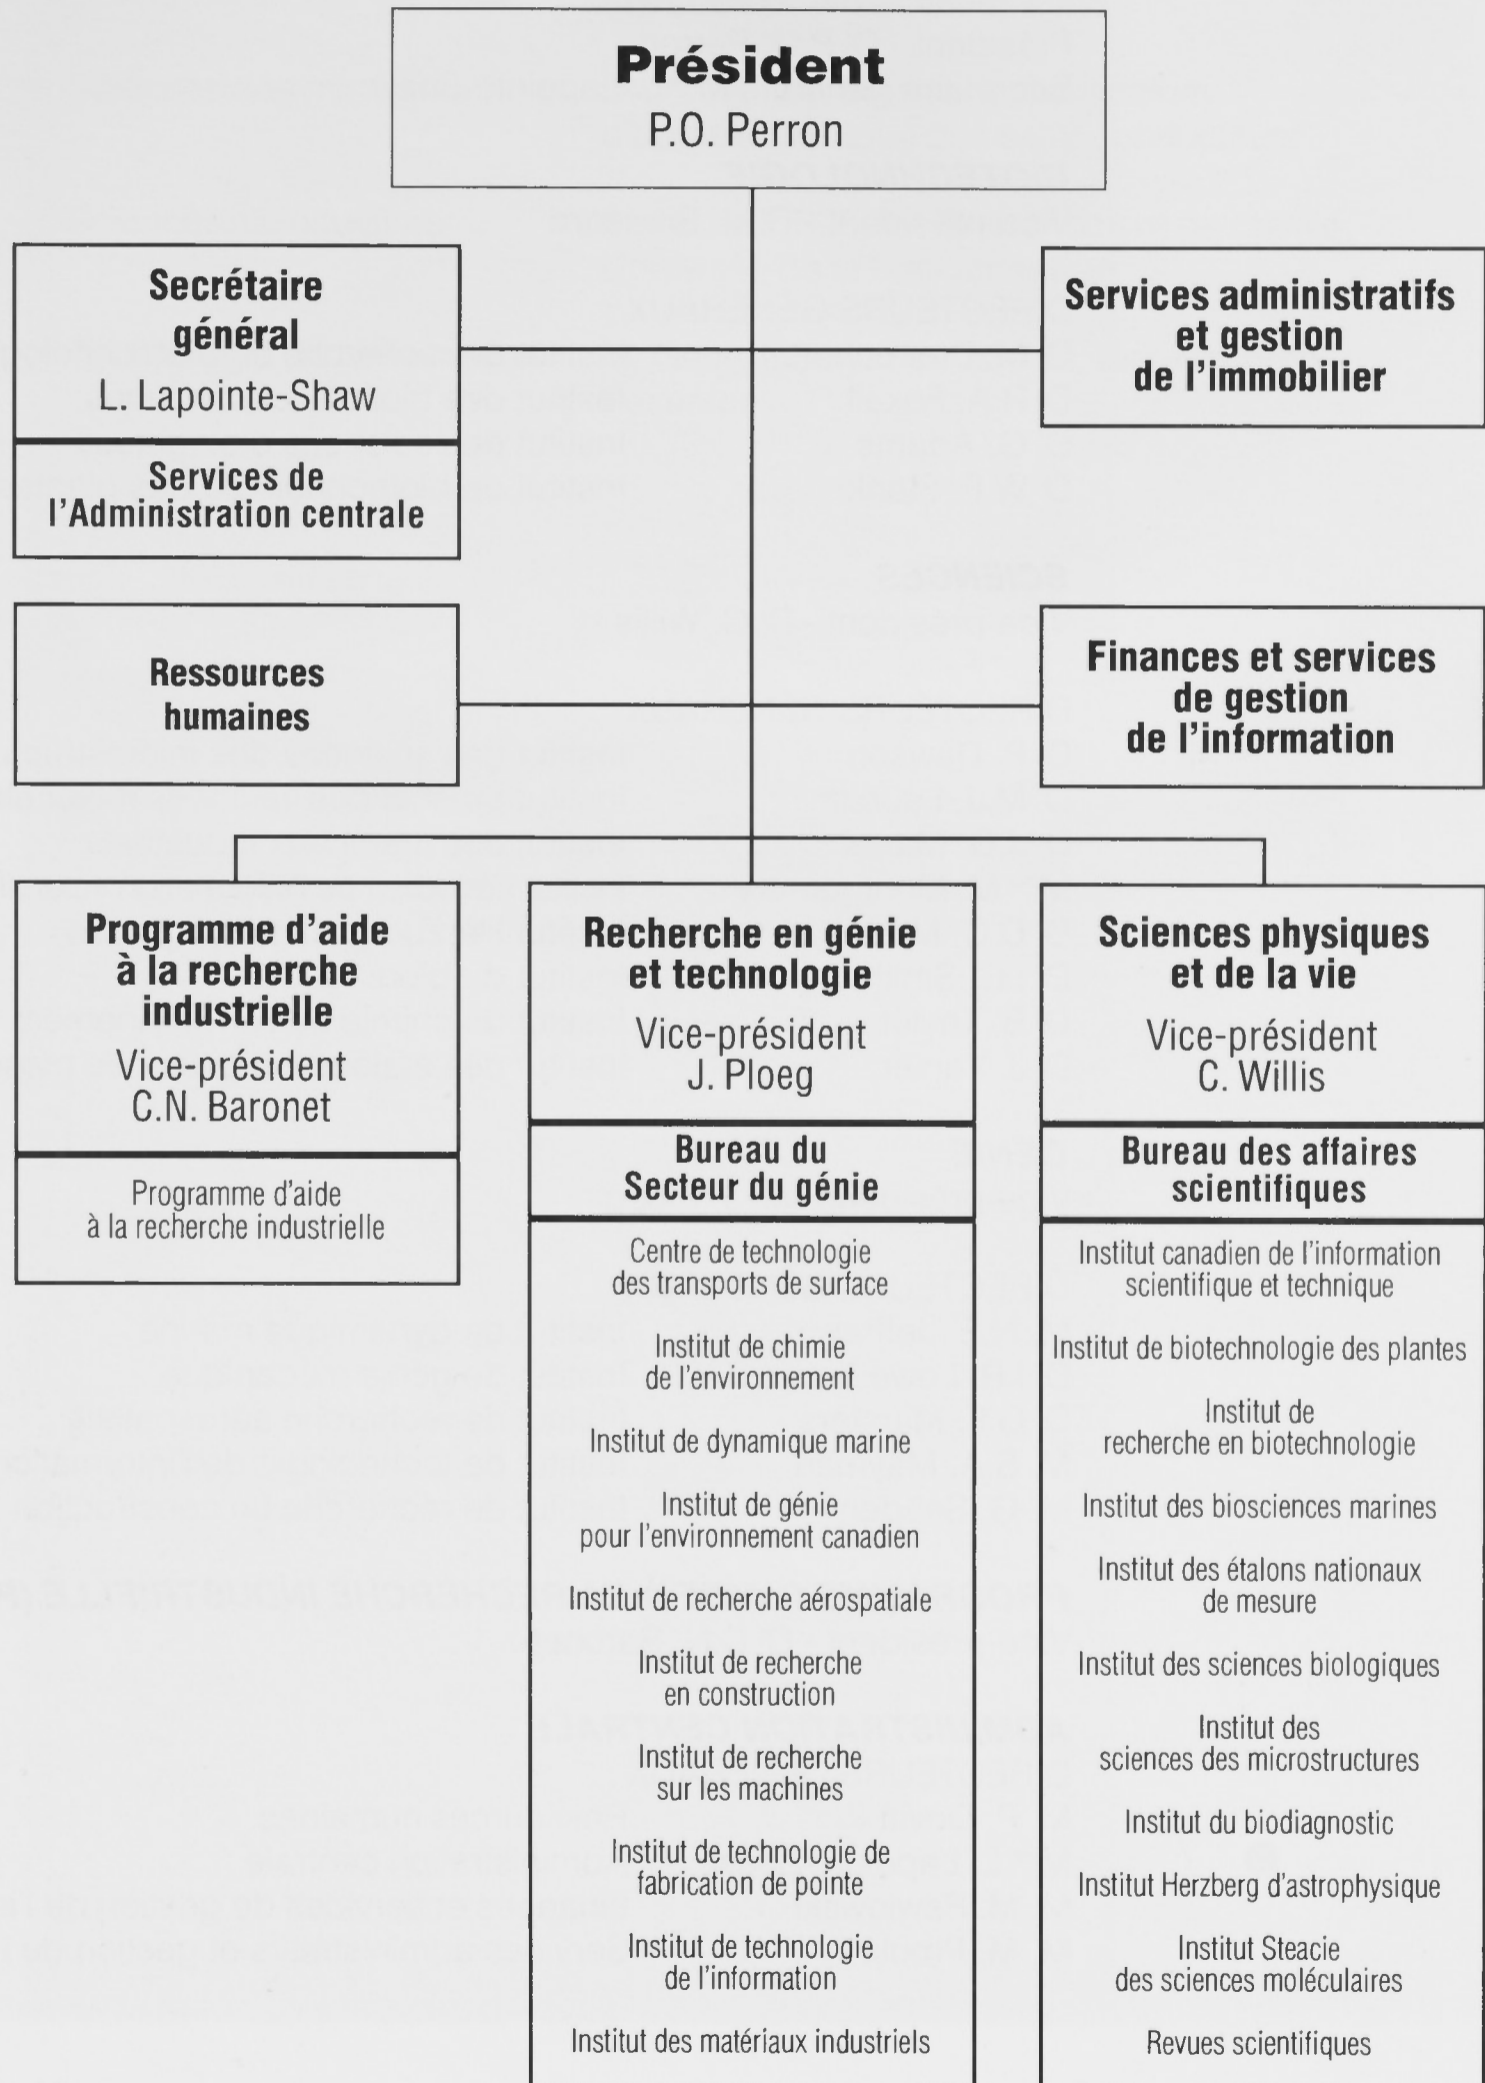 Président
P.O. Perron
Secrétaire
général
L. Lapointe-Shaw
Services de
l'Administration centrale
Services administratifs
et gestion
de l'immobilier
Ressources
humaines
Finances et services
de gestion
de l'information
Programme d'aide
à la recherche
industrielle
Vice-président
C.N. Baronet
Programme d'aide
à la recherche industrielle
Recherche en génie
et technologie
Vice-président
J. Ploeg
Bureau du
Secteur du génie
Centre de technologie
des transports de surface
Institut de chimie
de l'environnement
Institut de dynamique marine
Institut de génie
pour l'environnement canadien
Institut de recherche aérospatiale
Institut de recherche
en construction
Institut de recherche
sur les machines
Institut de technologie de
fabrication de pointe
Institut de technologie
de l'information
Institut des matériaux industriels
Sciences physiques
et de la vie
Vice-président
C. Willis
Bureau des affaires
scientifiques
Institut canadien de l'information
scientifique et technique
Institut de biotechnologie des plantes
Institut de
recherche en biotechnologie
Institut des biosciences marines
Institut des étalons nationaux
de mesure
Institut des sciences biologiques
Institut des
sciences des microstructures
Institut du biodiagnostic
Institut Herzberg d'astrophysique
Institut Steacie
des sciences moléculaires
Revues scientifiques